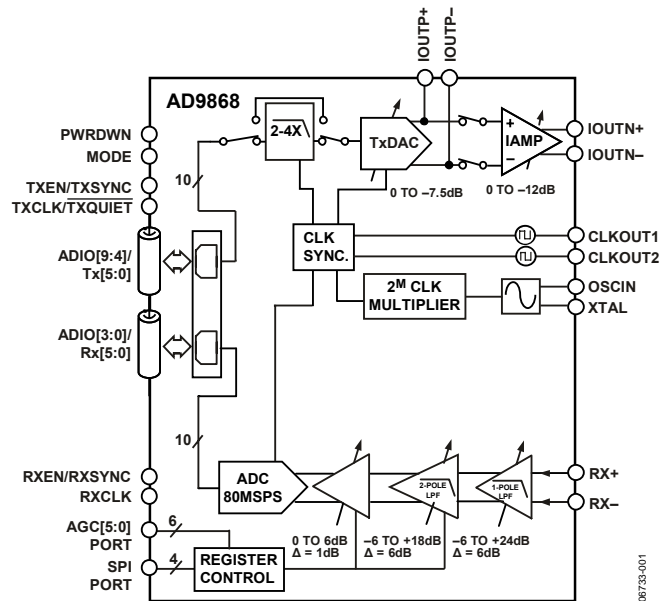 IOUTP+
IOUTP–
AD9868
PWRDWN
MODE
TXEN/TXSYNC
TXCLK/TXQUIET
ADIO[9:4]/
Tx[5:0]
ADIO[3:0]/
Rx[5:0]
RXEN/RXSYNC
RXCLK
AGC[5:0]
PORT
SPI
PORT
10
10
6
4
2-4X
TxDAC
0 TO –7.5dB
+
–
IAMP
0 TO –12dB
IOUTN+
IOUTN–
CLK
SYNC.
CLKOUT1
CLKOUT2
2M CLK
MULTIPLIER
OSCIN
XTAL
ADC
80MSPS
2-POLE
LPF
1-POLE
LPF
RX+
RX–
0 TO 6dB
Δ = 1dB
–6 TO +18dB
Δ = 6dB
–6 TO +24dB
Δ = 6dB
REGISTER
CONTROL
06733-001